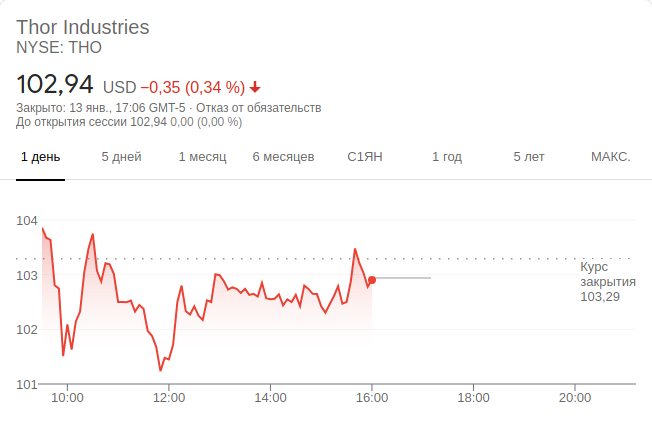 Thor Industries
NYSE: THO
102,94 USD −0,35 (0,34 %)
Закрыто: 13 янв., 17:06 GMT-5 · Отказ от обязательств
До открытия сессии 102,94 0,00 (0,00 %)
1 день 5 дней 1 месяц 6 месяцев С1ЯН 1 год 5 лет МАКС.
104
103
102
101
Курс
закрытия
103,29
10:00 12:00 14:00 16:00 18:00 20:00